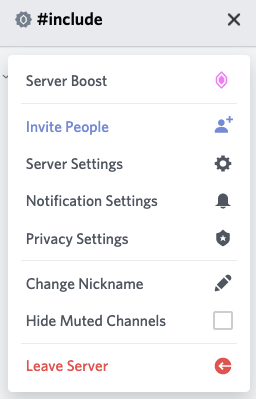 #include
Server Boost
Invite People
Server Settings
Notification Settings
Privacy Settings
Change Nickname
Hide Muted Channels
Leave Server